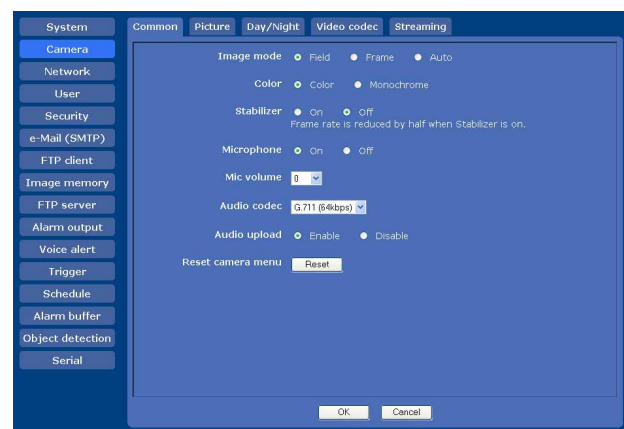 System
Camera
Network
User
Security
e-Mail (SMTP)
FTP client
Image memory
FTP server
Alarm output
Voice alert
Trigger
Schedule
Alarm buffer
Object detection
Serial
Common Picture Day/Night Video codec Streaming
Image mode Field Frame Auto
Color Color Monochrome
Stabilizer On Off
Frame rate is reduced by half when Stabilizer is on.
Microphone On Off
Mic volume 0
Audio codec G.711 (64kbps)
Audio upload Enable Disable
Reset camera menu Reset
OK Cancel